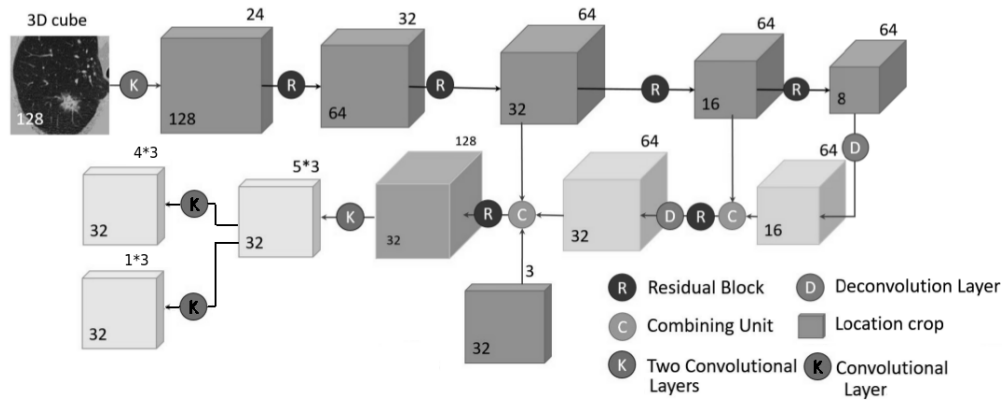 3D cube
128
K
24
128
R
32
64
R
64
32
R
64
16
R
64
8
D
64
16
C
R
D
64
32
C
R
128
32
K
5*3
32
K
4*3
32
K
1*3
32
3
32
R Residual Block
D Deconvolution Layer
C Combining Unit
Location crop
K Two Convolutional
Layers
K Convolutional
Layer